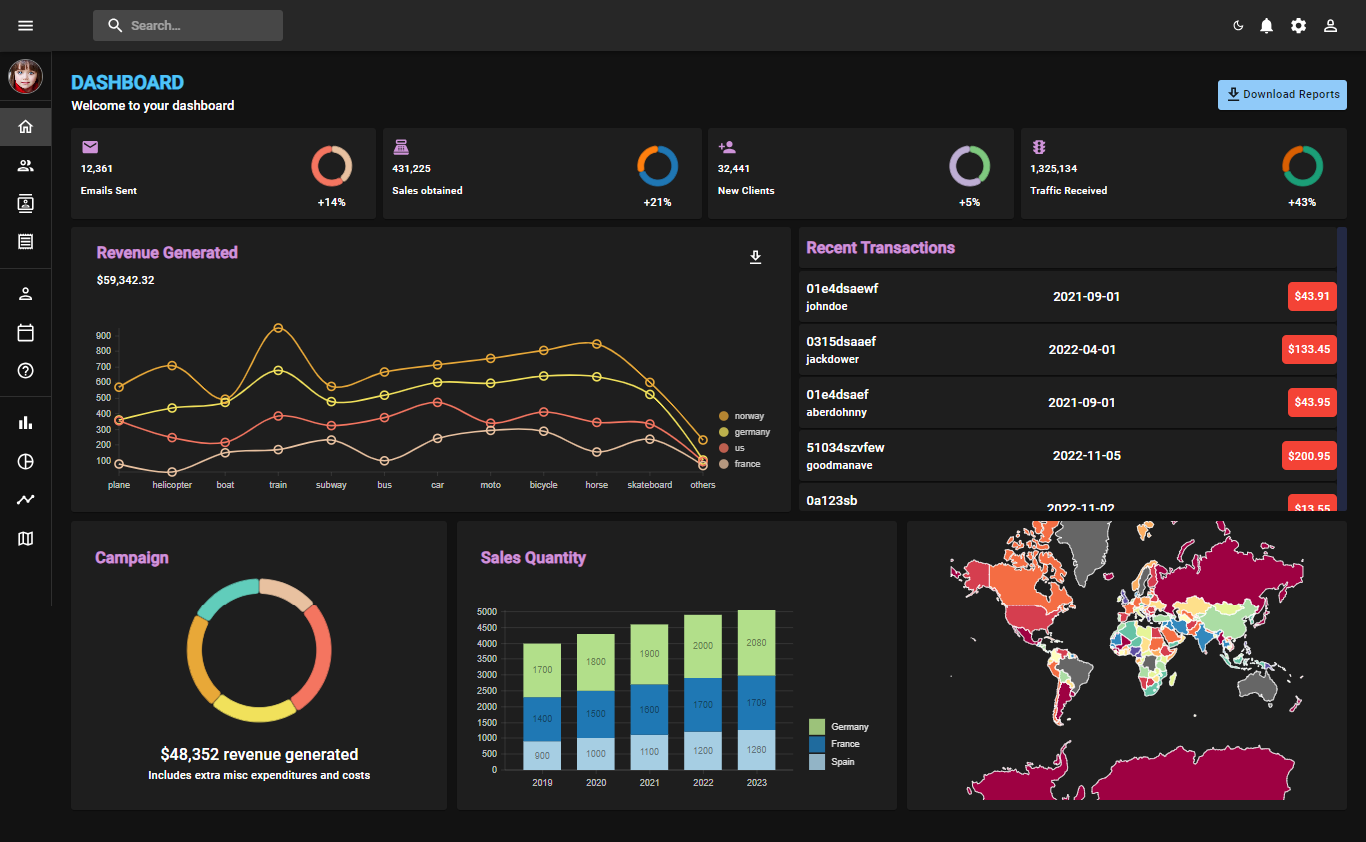 Search...
DASHBOARD
Welcome to your dashboard
Download Reports
12,361
Emails Sent
+14%
431,225
Sales obtained
+21%
32,441
New Clients
+5%
1,325,134
Traffic Received
+43%
Revenue Generated
$59,342.32
900
800
700
600
500
400
300
200
100
plane helicopter boat train subway bus car moto bicycle horse skateboard others
norway
germany
us
france
Recent Transactions
01e4dsaewf
johndoe
2021-09-01
$43.91
0315dsaaef
jackdower
2022-04-01
$133.45
01e4dsaef
aberdohnny
2021-09-01
$43.95
51034szvfew
goodmanave
2022-11-05
$200.95
0a123sb
2022-11-02
$13.55
Campaign
$48,352 revenue generated
Includes extra misc expenditures and costs
Sales Quantity
5000
4500
4000
3500
3000
2500
2000
1500
1000
500
0
1700 1800 1900 2000 2080
1400 1500 1600 1700 1709
900 1000 1100 1200 1260
2019 2020 2021 2022 2023
Germany
France
Spain